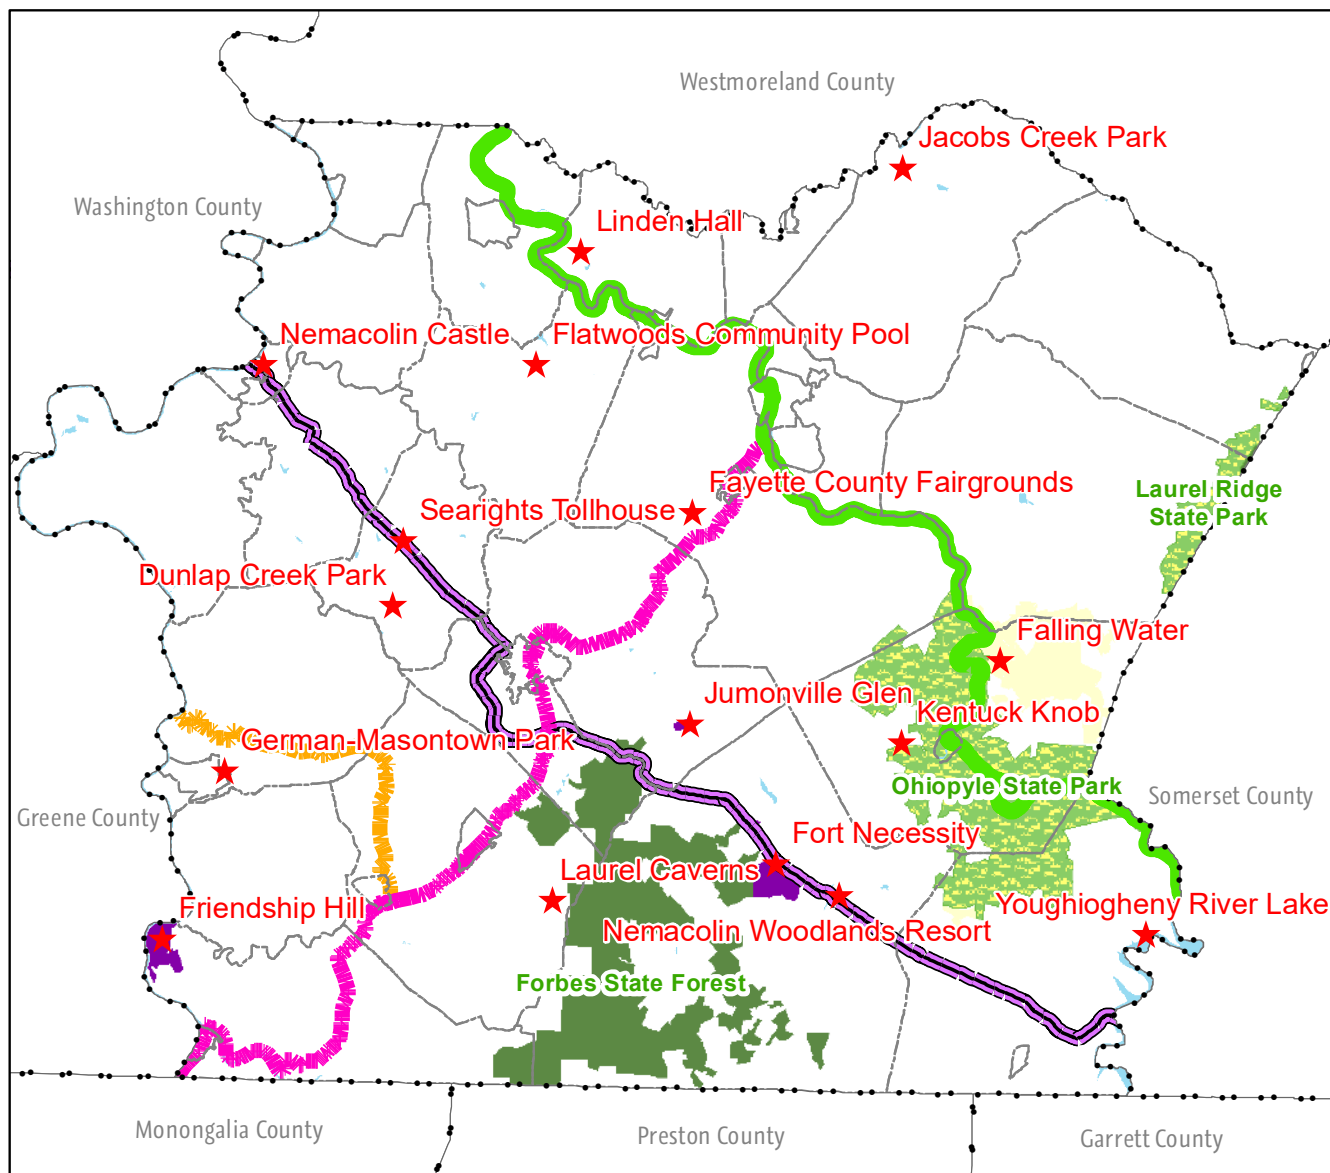 Westmoreland County
Jacobs Creek Park
Washington County
Linden Hall
Nemacolin Castle
Flatwoods Community Pool
Fayette County Fairgrounds
Laurel Ridge
State Park
Searights Tollhouse
Dunlap Creek Park
Falling Water
Jumonville Glen
Kentuck Knob
German-Masontown Park
Ohiopyle State Park
Somerset County
Greene County
Fort Necessity
Laurel Caverns
Friendship Hill
Youghiogheny River Lake
Nemacolin Woodlands Resort
Forbes State Forest
Monongalia County
Preston County
Garrett County